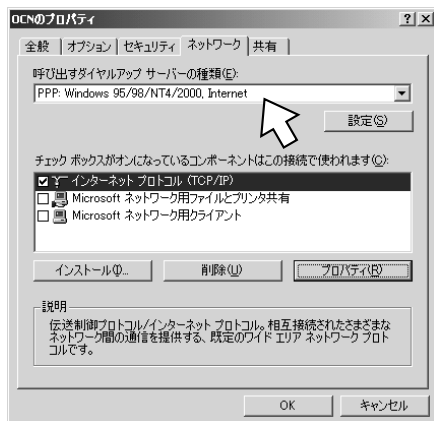 OCNのプロパティ
全般 オプション セキュリティ ネットワーク 共有
呼び出すダイヤルアップ サーバーの種類(E):
PPP: Windows 95/98/NT4/2000, Internet
設定(S)
チェック ボックスがオンになっているコンポーネントはこの接続で使われます(C):
インターネット プロトコル (TCP/IP)
Microsoft ネットワーク用ファイルとプリンタ共有
Microsoft ネットワーク用クライアント
インストール(I)... 削除(U) プロパティ(R)
説明
伝送制御プロトコル/インターネット プロトコル。相互接続されたさまざまな
ネットワーク間の通信を提供する、既定のワイド エリア ネットワーク プロト
コルです。
OK キャンセル